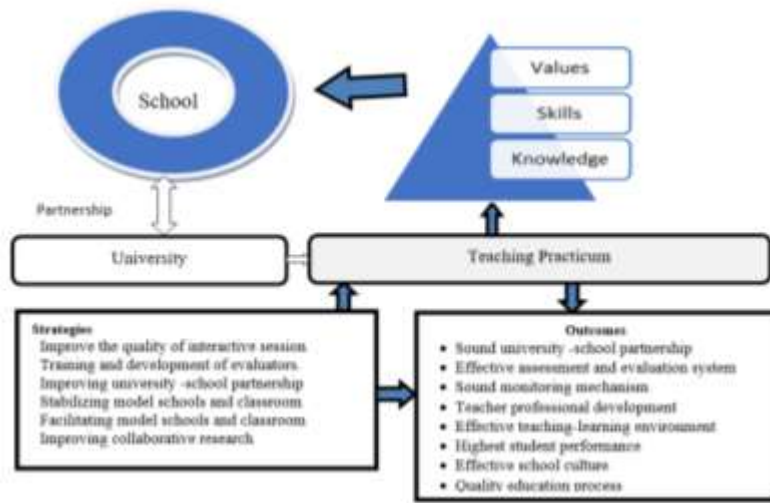 School
Values
Skills
Knowledge
Partnership
University
Teaching Practicum
Strategies
Improve the quality of interactive session
Training and development of evaluators.
Improving university -school partnership
Stabilizing model schools and classroom
Facilitating model schools and classroom
Improving collaborative research
Outcomes
• Sound university -school partnership
• Effective assessment and evaluation system
• Sound monitoring mechanism
• Teacher professional development
• Effective teaching-learning environment
• Highest student performance
• Effective school culture
• Quality education process